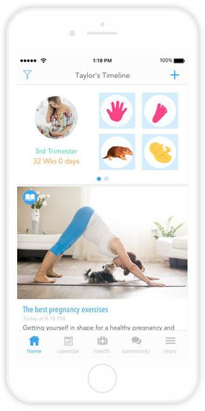 1:19 PM
100%
Taylor's Timeline
3rd Trimester
32 Wks 0 days
The best pregnancy exercises
Today at 4:18 PM
Getting yourself in shape for a healthy pregnancy and
home calendar health community more